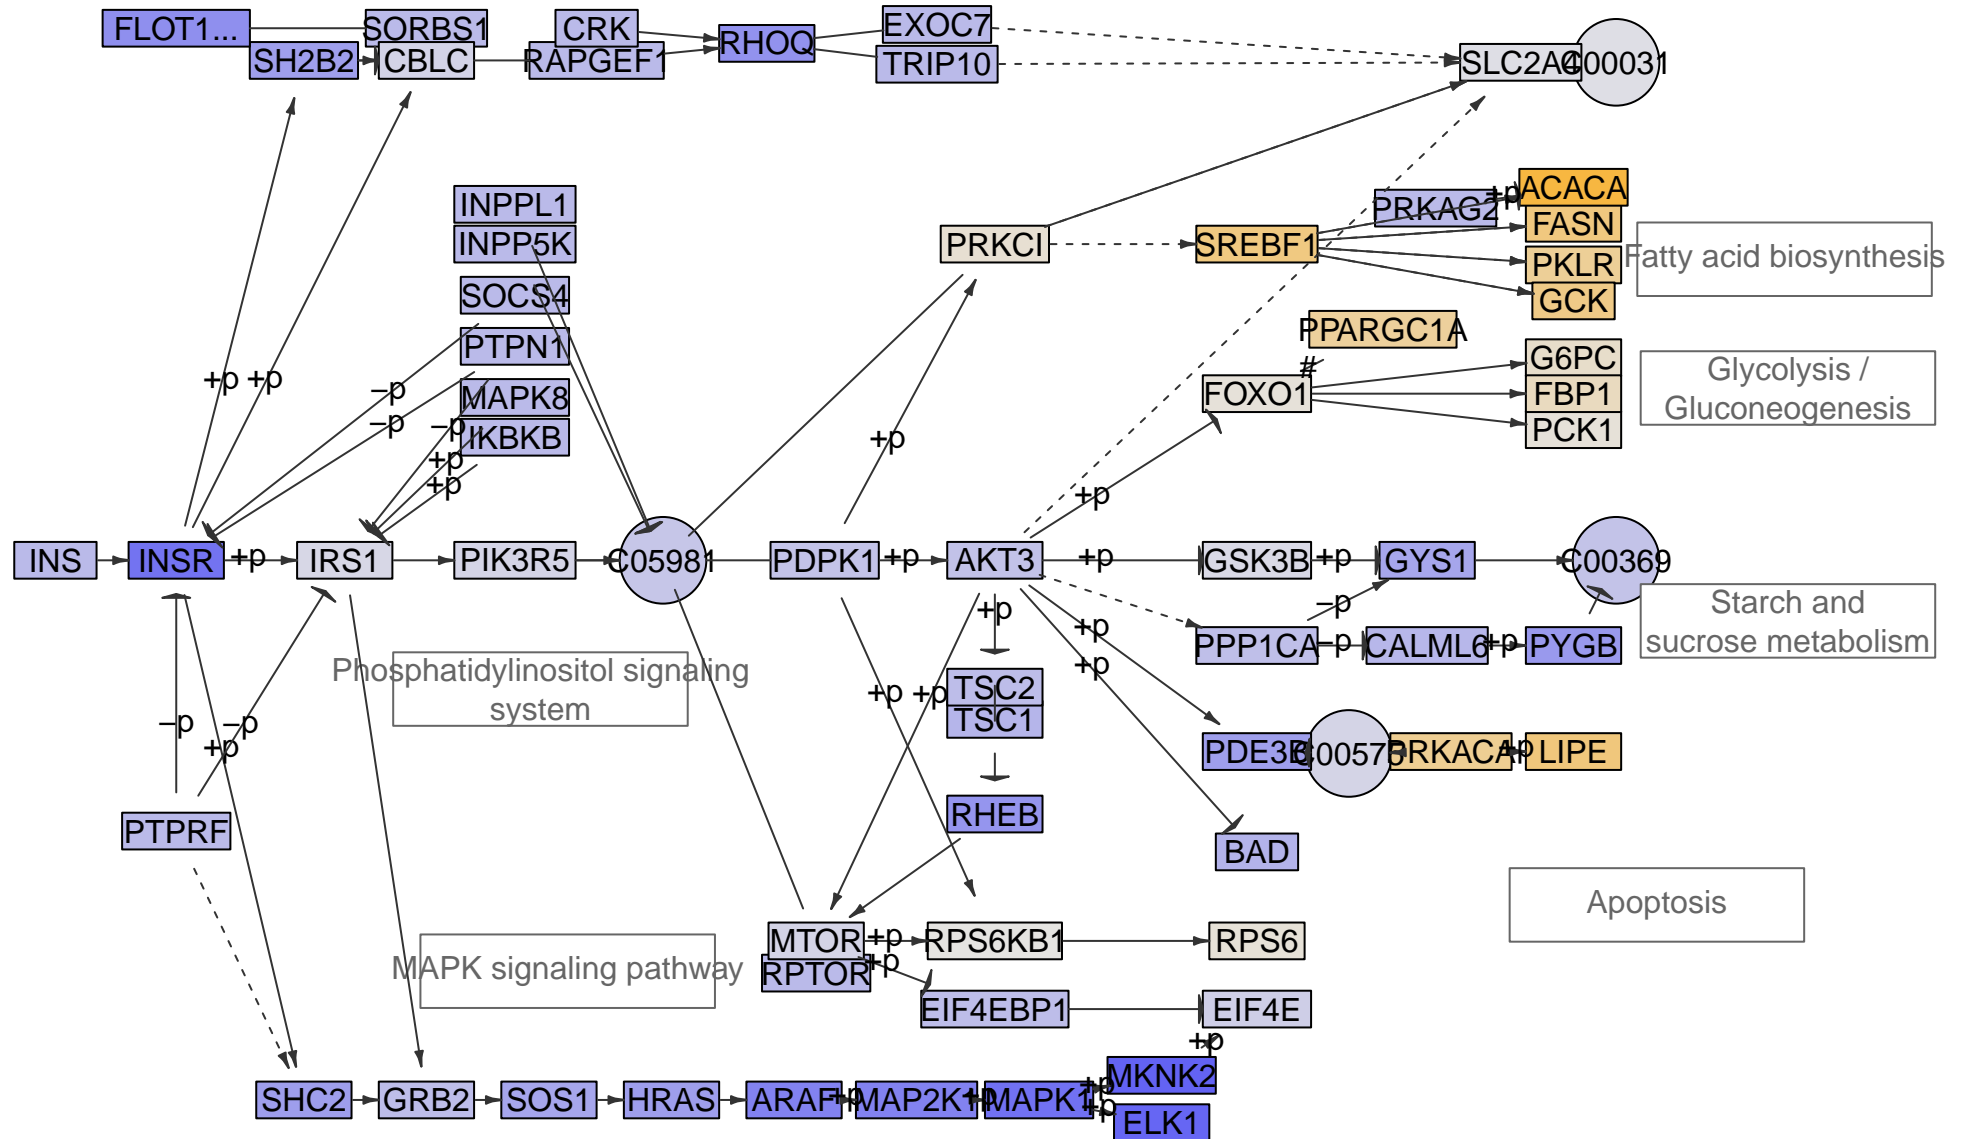 FLOT1...
SORBS1
CRK
EXOC7
SH2B2
CBLC
RAPGEF1
RHOQ
TRIP10
SLC2A4
C00031
INPPL1
INPP5K
SOCS4
PTPN1
MAPK8
IKBKB
PRKCI
SREBF1
PRKAG2
+p
ACACA
FASN
PKLR
GCK
Fatty acid biosynthesis
PPARGC1A
#
FOXO1
G6PC
FBP1
PCK1
Glycolysis /
Gluconeogenesis
+p
+p
–p
–p
–p
+p
+p
+p
+p
INS
INSR
+p
IRS1
PIK3R5
C05981
PDPK1
+p
AKT3
+p
GSK3B
+p
GYS1
C00369
+p
+p
+p
–p
PPP1CA
–p
CALML6
+p
PYGB
Starch and
sucrose metabolism
Phosphatidylinositol signaling
system
–p
+p
–p
+p
+p
TSC2
TSC1
PDE3B
C00575
PRKACA
+p
LIPE
PTPRF
RHEB
BAD
Apoptosis
MAPK signaling pathway
MTOR
RPTOR
+p
+p
RPS6KB1
RPS6
EIF4EBP1
EIF4E
+p
SHC2
GRB2
SOS1
HRAS
ARAF
+p
MAP2K1
+p
MAPK1
+p
+p
MKNK2
ELK1